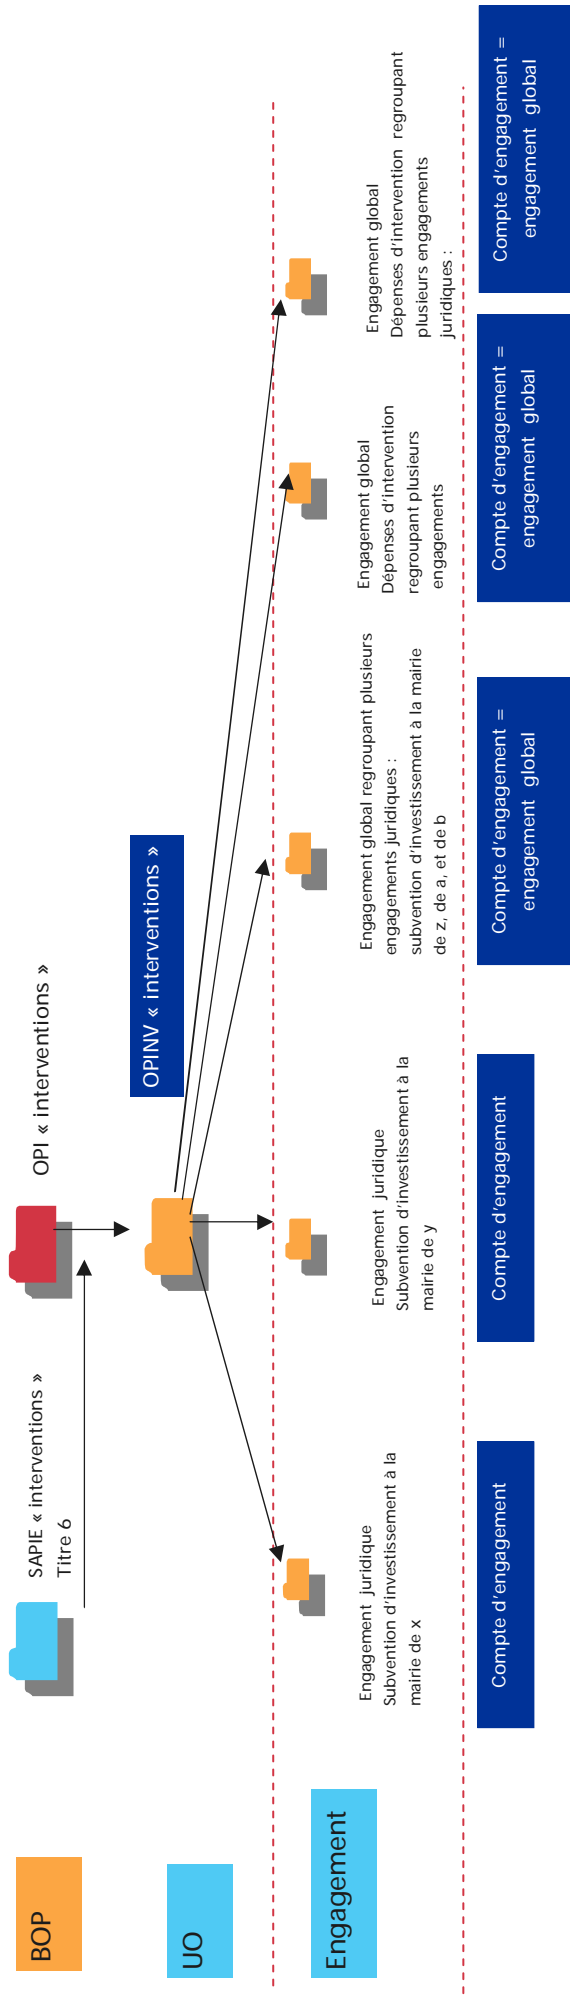 BOP
SAPIE « interventions »
Titre 6
OPI « interventions »
UO
OPINV « interventions »
Engagement
Engagement juridique
Subvention d'investissement à la
mairie de x
Engagement juridique
Subvention d'investissement à la
mairie de y
Engagement global regroupant plusieurs
engagements juridiques :
subvention d'investissement à la mairie
de z, de a, et de b
Engagement global
Dépenses d'intervention
regroupant plusieurs
engagements
Engagement global
Dépenses d'intervention regroupant
plusieurs engagements
juridiques :
Compte d'engagement
Compte d'engagement
Compte d'engagement =
engagement global
Compte d'engagement =
engagement global
Compte d'engagement =
engagement global